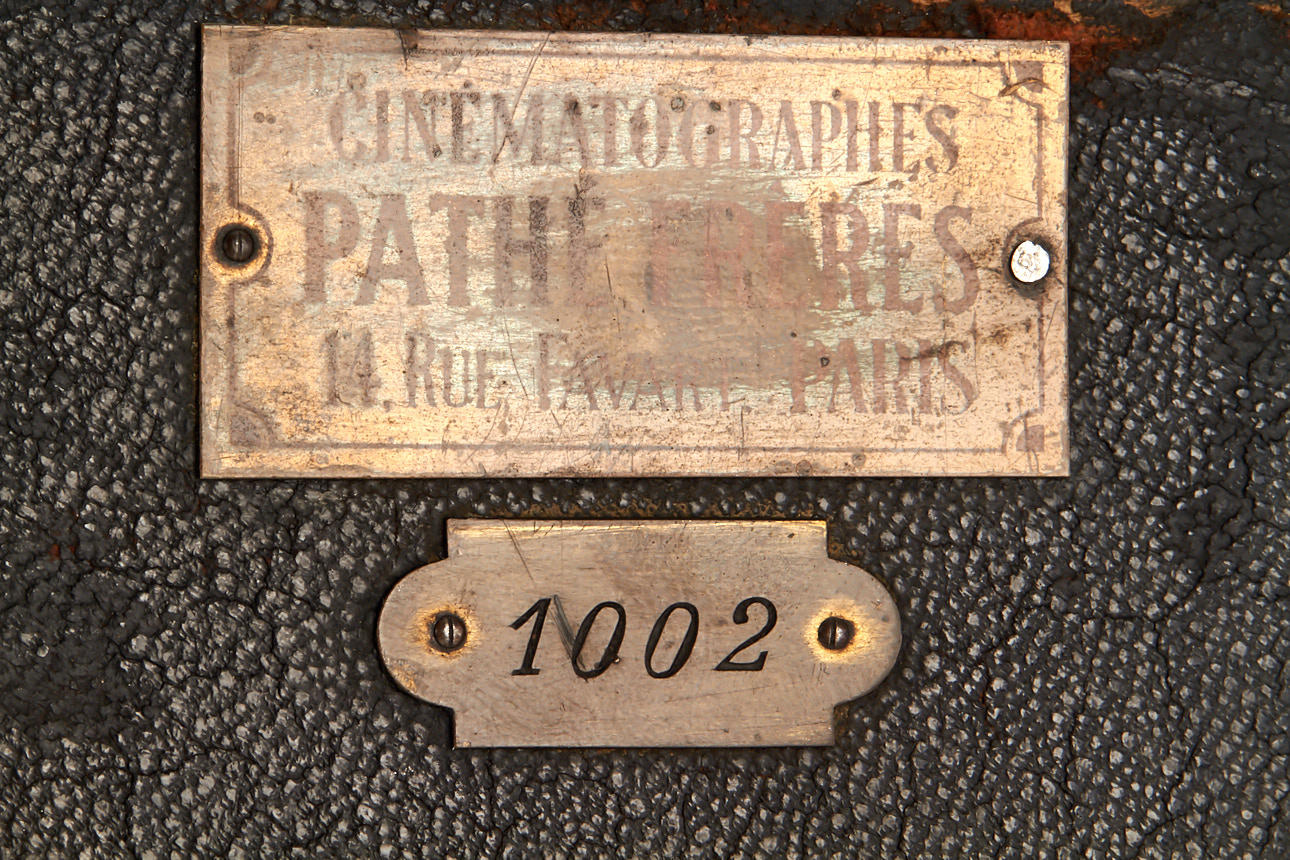 CINÉMATOGRAPHES
PATHÉ FRÈRES
14, RUE FAVART PARIS
1002